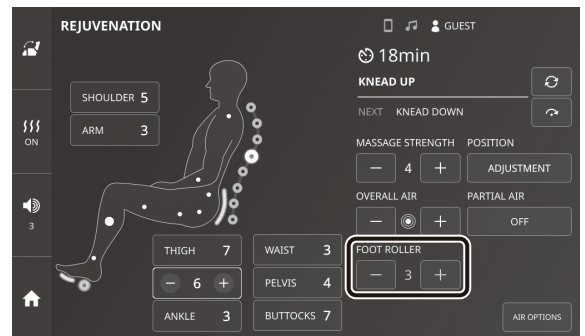 REJUVENATION
GUEST
18min
KNEAD UP
NEXT KNEAD DOWN
SHOULDER 5
ARM 3
ON
3
MASSAGE STRENGTH POSITION
− 4 + ADJUSTMENT
OVERALL AIR PARTIAL AIR
− + OFF
THIGH 7 WAIST 3 FOOT ROLLER
− 6 + PELVIS 4 − 3 +
ANKLE 3 BUTTOCKS 7 AIR OPTIONS